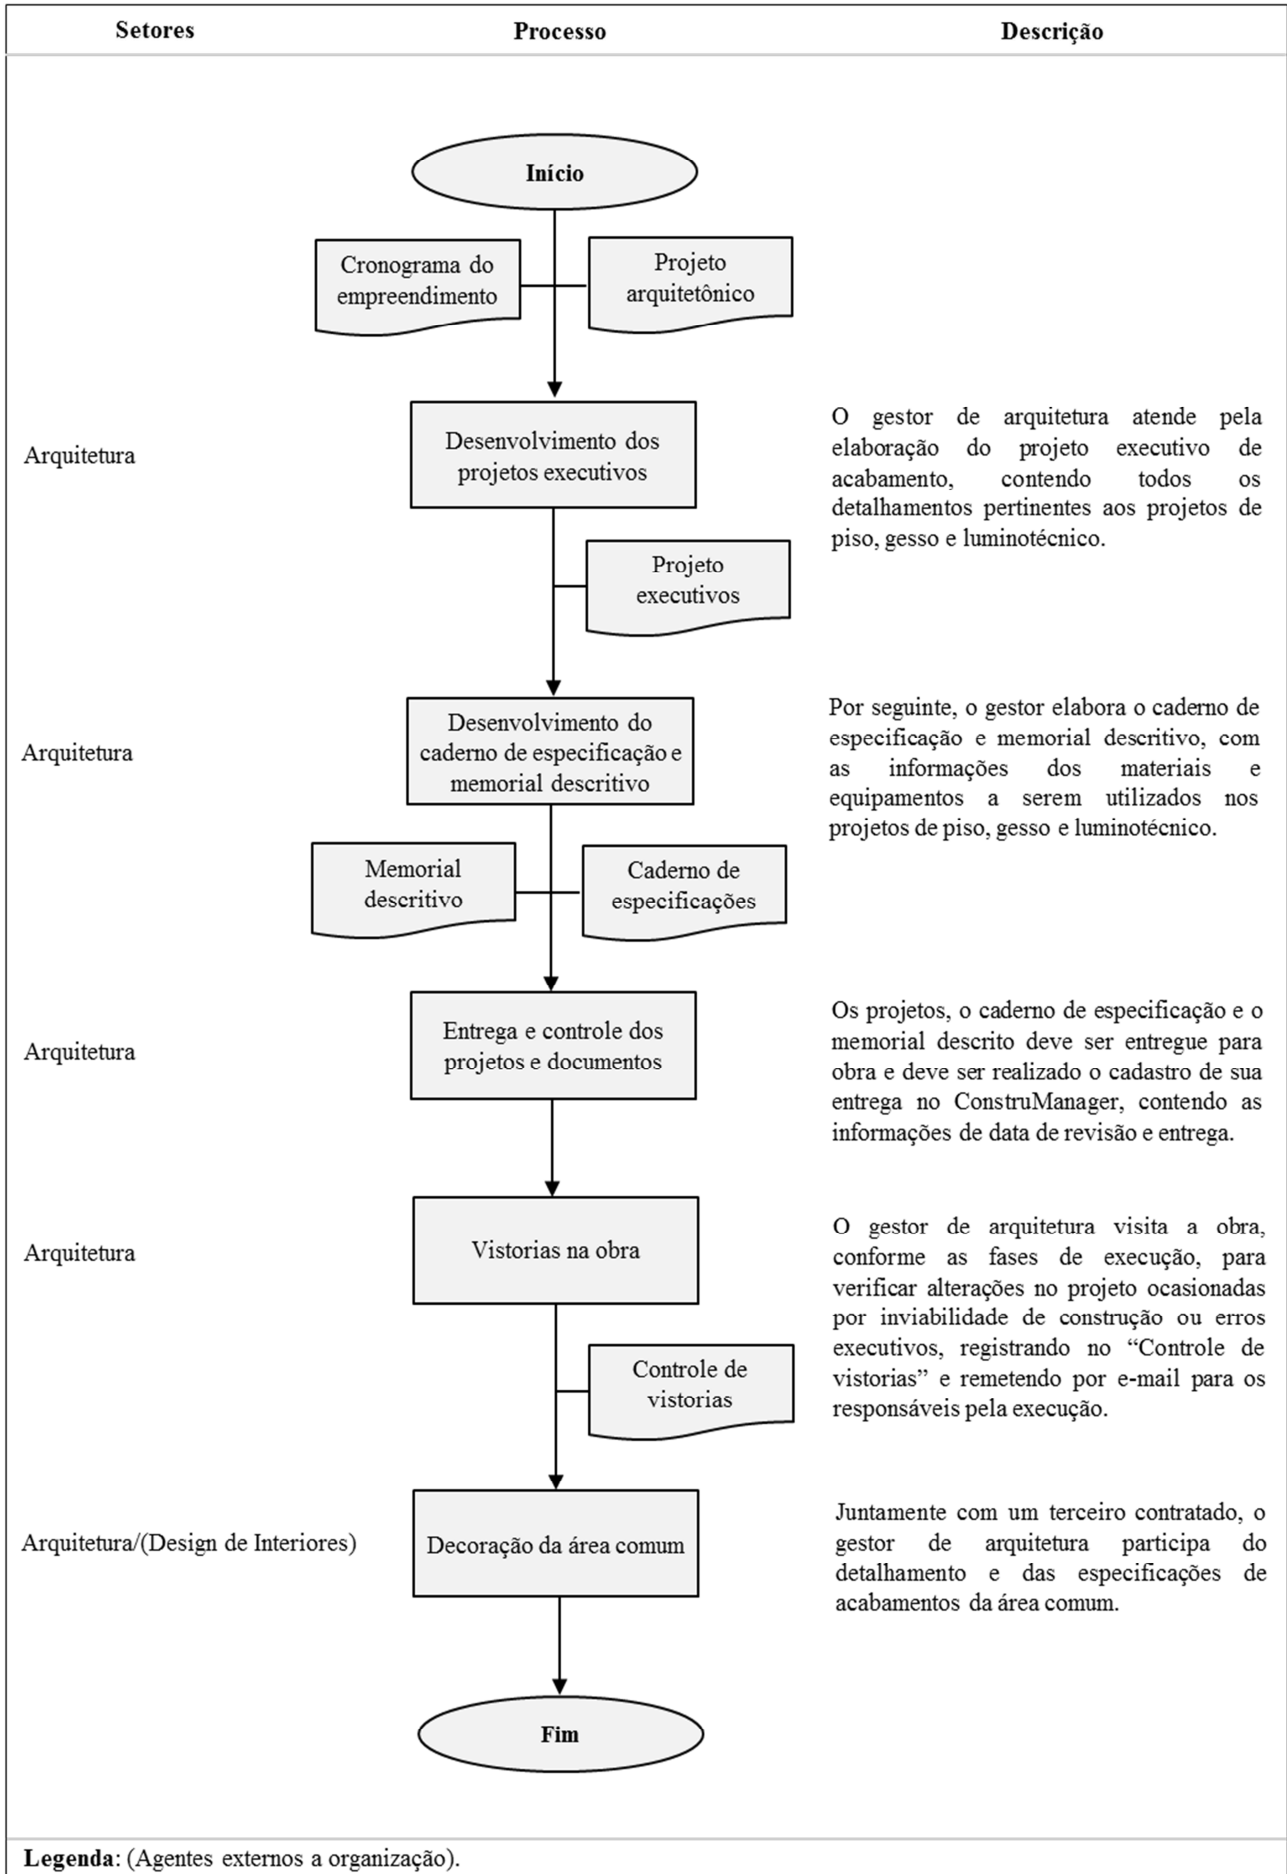 Setores
Processo
Descrição
Início
Cronograma do
empreendimento
Projeto
arquitetônico
Arquitetura
Desenvolvimento dos
projetos executivos
O gestor de arquitetura atende pela
elaboração do projeto executivo de
acabamento, contendo todos os
detalhamentos pertinentes aos projetos de
piso, gesso e luminotécnico.
Projeto
executivos
Arquitetura
Desenvolvimento do
caderno de especificação e
memorial descritivo
Por seguinte, o gestor elabora o caderno de
especificação e memorial descritivo, com
as informações dos materiais e
equipamentos a serem utilizados nos
projetos de piso, gesso e luminotécnico.
Memorial
descritivo
Caderno de
especificações
Arquitetura
Entrega e controle dos
projetos e documentos
Os projetos, o caderno de especificação e o
memorial descrito deve ser entregue para
obra e deve ser realizado o cadastro de sua
entrega no ConstruManager, contendo as
informações de data de revisão e entrega.
Arquitetura
Vistorias na obra
O gestor de arquitetura visita a obra,
conforme as fases de execução, para
verificar alterações no projeto ocasionadas
por inviabilidade de construção ou erros
executivos, registrando no “Controle de
vistorias” e remetendo por e-mail para os
responsáveis pela execução.
Controle de
vistorias
Arquitetura/(Design de Interiores)
Decoração da área comum
Juntamente com um terceiro contratado, o
gestor de arquitetura participa do
detalhamento e das especificações de
acabamentos da área comum.
Fim
Legenda: (Agentes externos a organização).